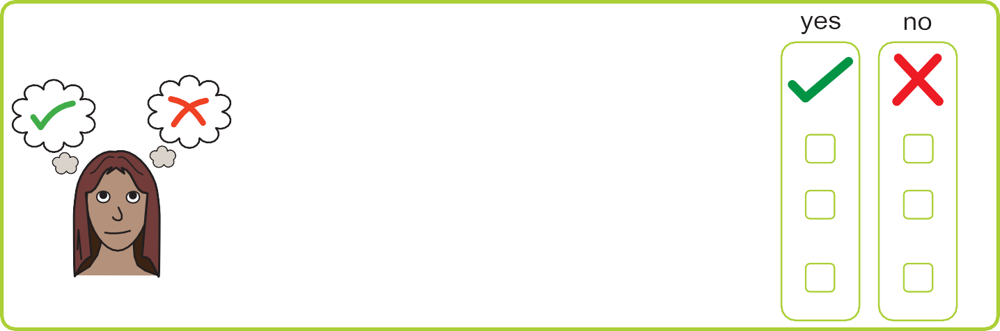 yes no